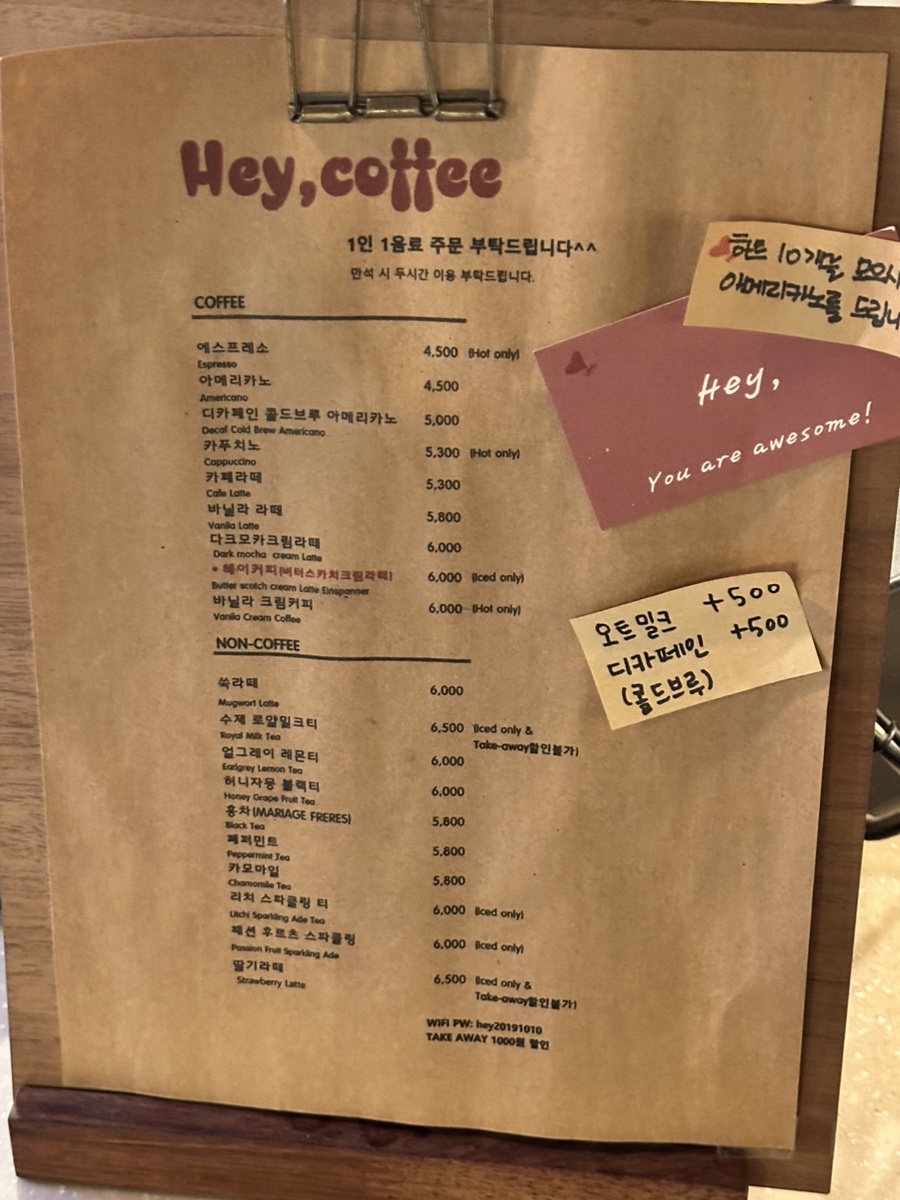 Hey,coffee
1인 1음료 주문 부탁드립니다^^
만석 시 두시간 이용 부탁드립니다.
COFFEE
에스프레소 4,500 (Hot only)
Espresso
아메리카노 4,500
Americano
디카페인 콜드브루 아메리카노 5,000
Decaf Cold Brew Americano
카푸치노 5,300 (Hot only)
Cappuccino
카페라떼 5,300
Cafe Latte
바닐라 라떼 5,800
Vanila Latte
다크모카크림라떼 6,000
Dark mocha cream Latte
• 헤이커피(버터스카치크림라떼) 6,000 (Iced only)
Butter scotch cream Latte Einspanner
바닐라 크림커피 6,000 (Hot only)
Vanila Cream Coffee
NON-COFFEE
쑥라떼 6,000
Mugwort Latte
수제 로얄밀크티 6,500 (Iced only &
Royal Milk Tea Take-away할인불가)
얼그레이 레몬티 6,000
Earlgrey Lemon Tea
허니자몽 블랙티 6,000
Honey Grape Fruit Tea
홍차(MARIAGE FRERES) 5,800
Black Tea
페퍼민트 5,800
Peppermint Tea
카모마일 5,800
Chamomile Tea
리치 스파클링 티 6,000 (Iced only)
Litchi Sparkling Ade Tea
패션 후르츠 스파클링 6,000 (Iced only)
Passion Fruit Sparkling Ade
딸기라떼 6,500 (Iced only &
Strawberry Latte Take-away할인불가)
WIFI PW: hey20191010
TAKE AWAY 1000원 할인
하트 10개를 모으시
아메리카노를 드립니
Hey,
You are awesome!
오트밀크 +500
디카페인 +500
(콜드브루)